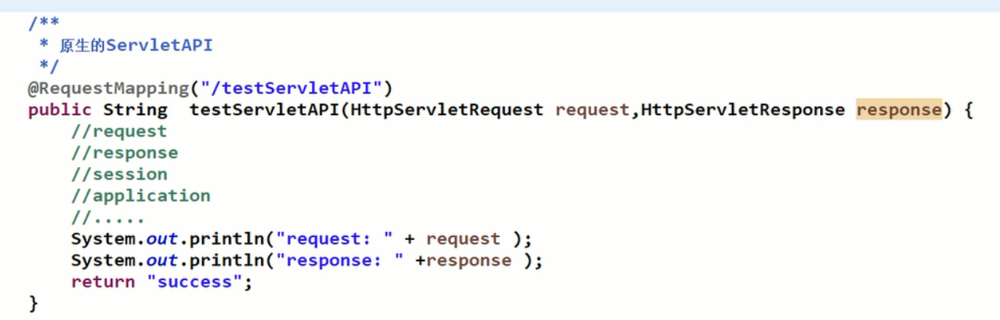 /**
 * 原生的ServletAPI
 */
@RequestMapping("/testServletAPI")
public String  testServletAPI(HttpServletRequest request,HttpServletResponse response) {
    //request
    //response
    //session
    //application
    //.....
    System.out.println("request: " + request );
    System.out.println("response: " +response );
    return "success";
}